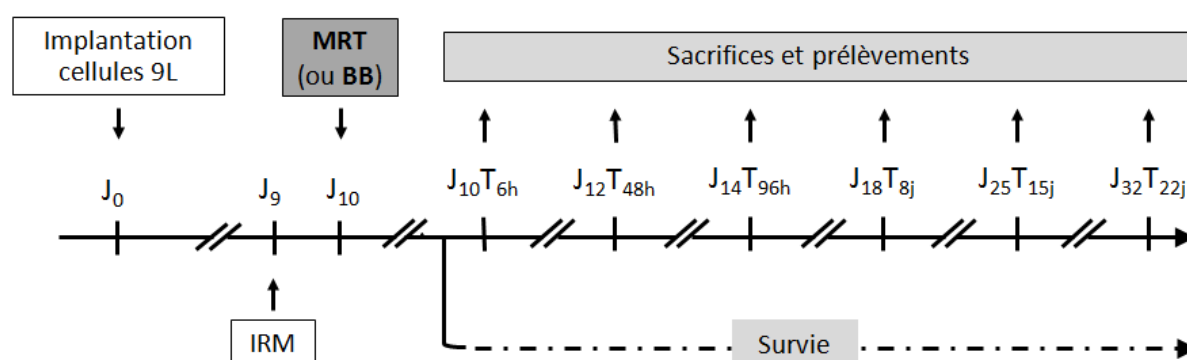 Implantation
cellules 9L
MRT
(ou BB)
Sacrifices et prélèvements
J0
J9
J10
J10T6h
J12T48h
J14T96h
J18T8j
J25T15j
J32T22j
IRM
Survie